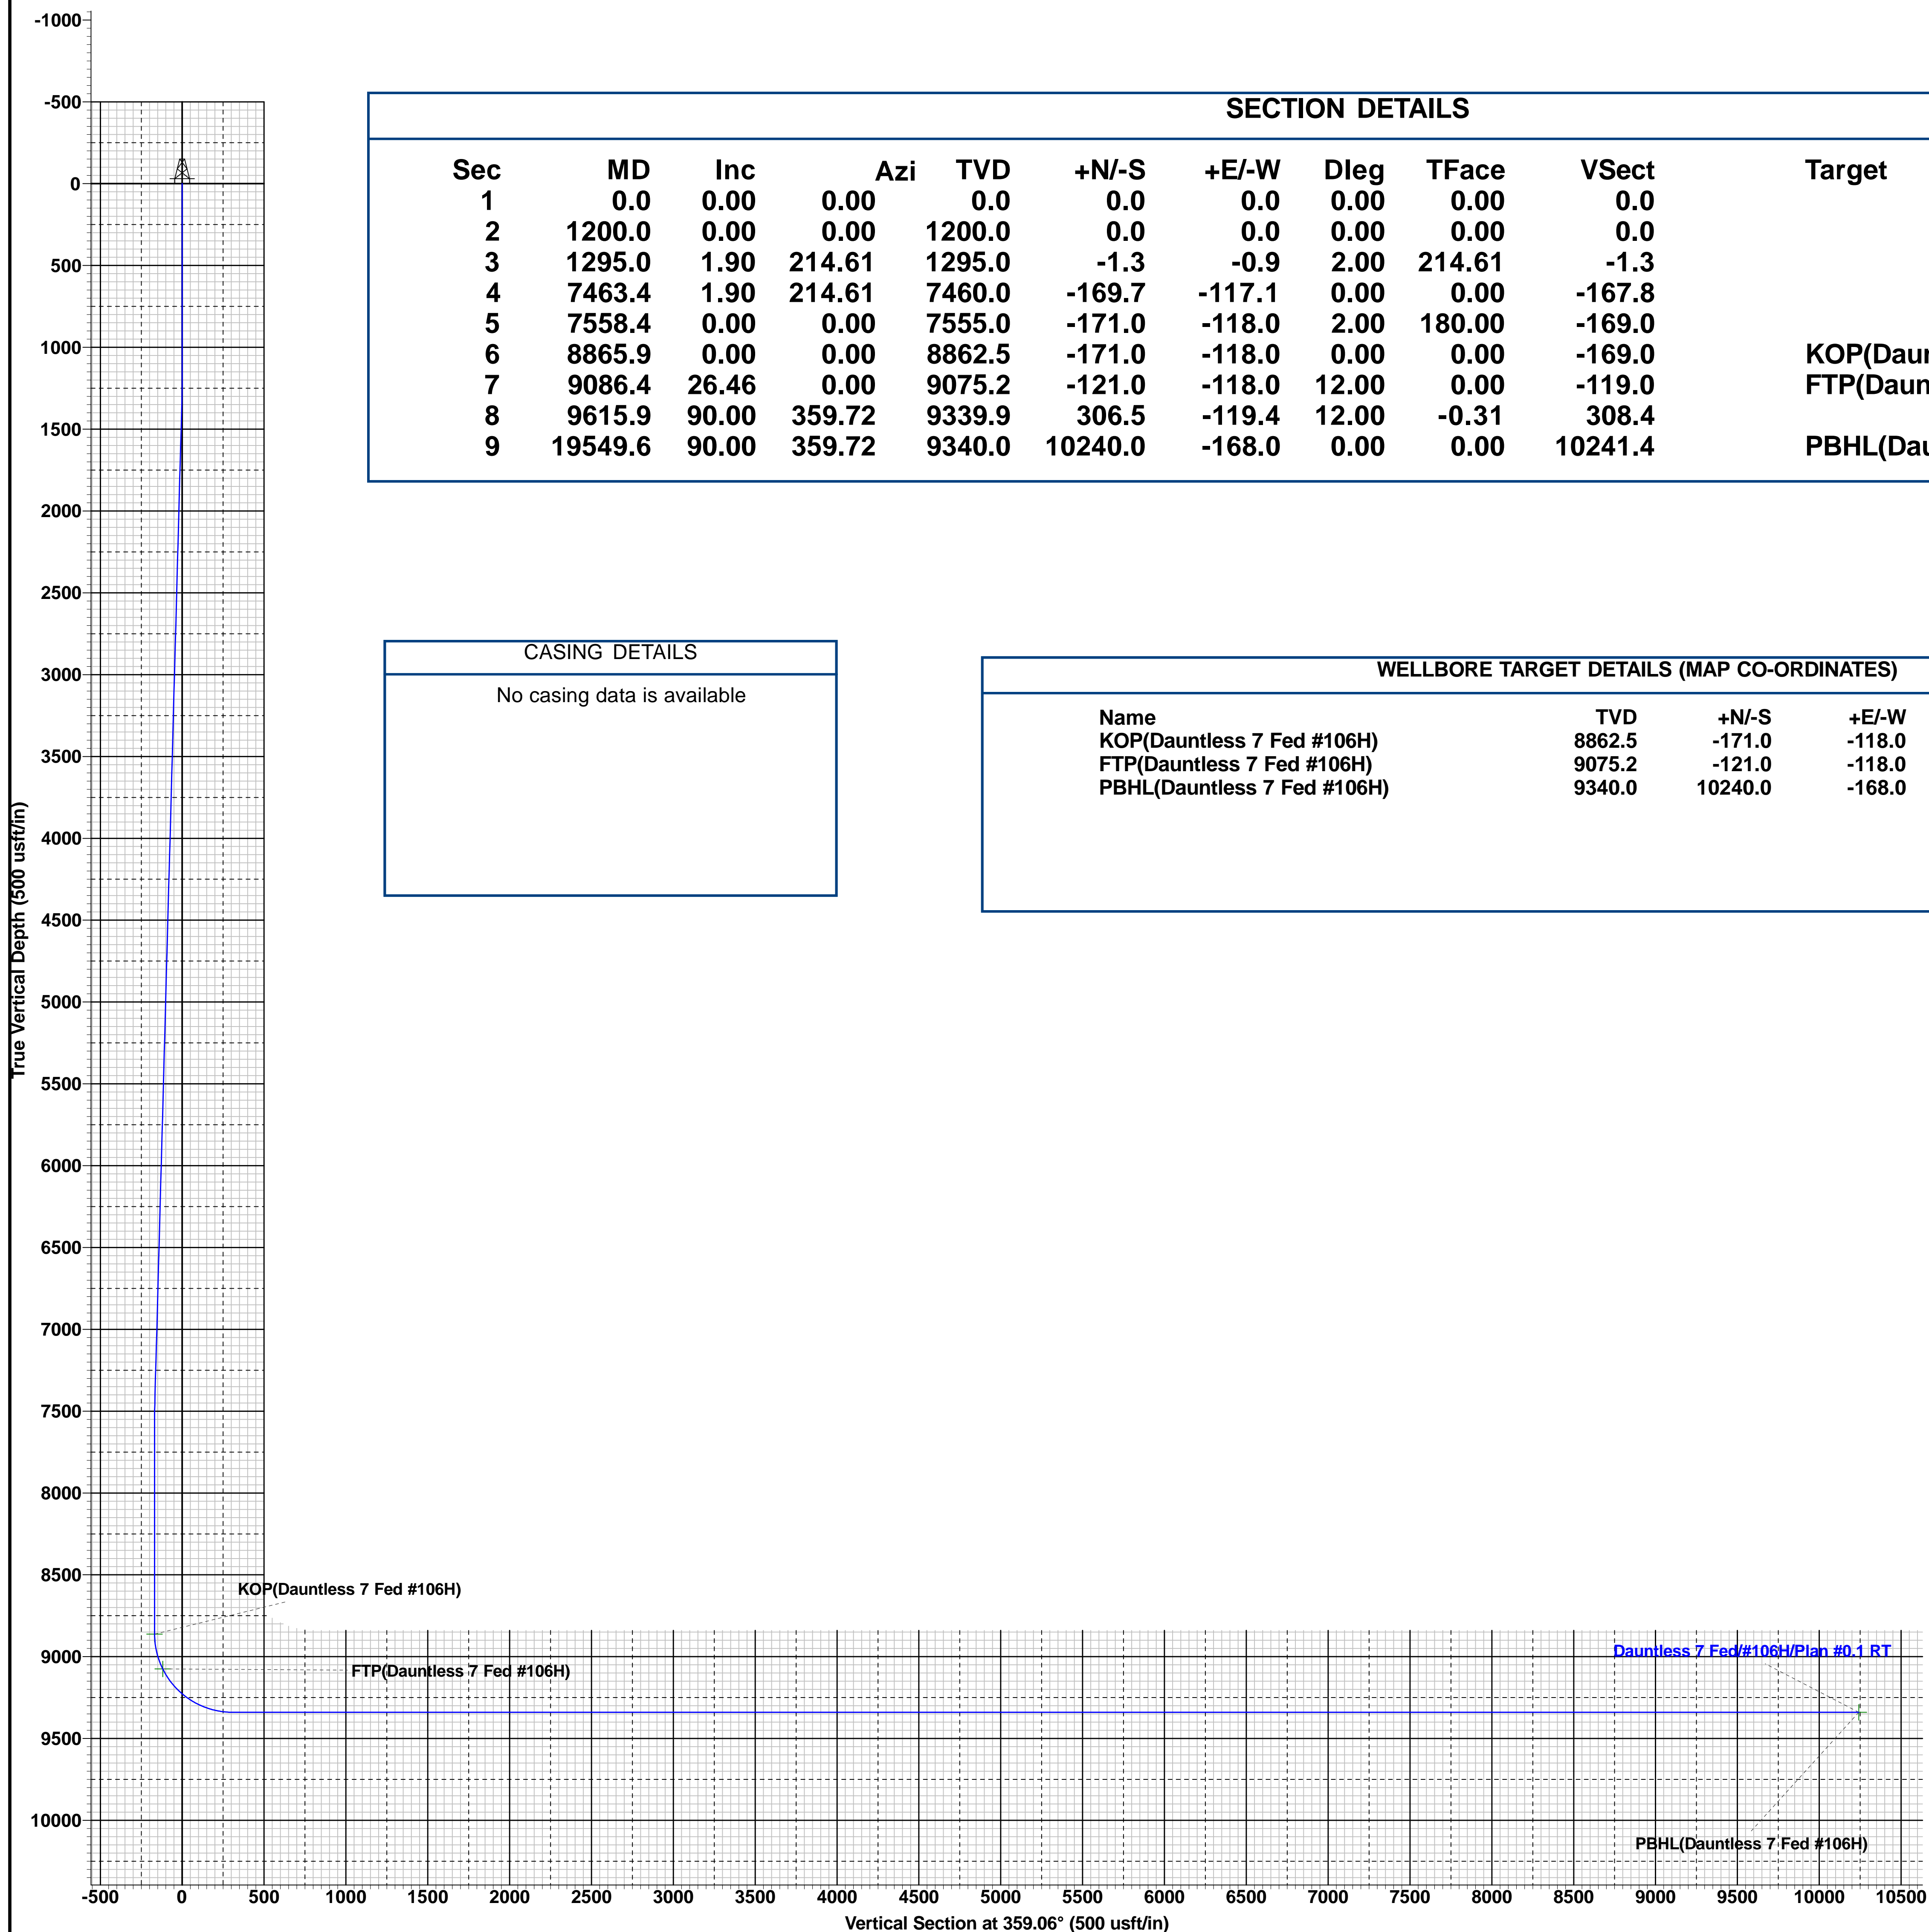 SECTION DETAILS
Sec MD Inc Azi TVD +N/-S +E/-W Dleg TFace VSect Target
1 0.0 0.00 0.00 0.0 0.0 0.0 0.00 0.00 0.0
2 1200.0 0.00 0.00 1200.0 0.0 0.0 0.00 0.00 0.0
3 1295.0 1.90 214.61 1295.0 -1.3 -0.9 2.00 214.61 -1.3
4 7463.4 1.90 214.61 7460.0 -169.7 -117.1 0.00 0.00 -167.8
5 7558.4 0.00 0.00 7555.0 -171.0 -118.0 2.00 180.00 -169.0
6 8865.9 0.00 0.00 8862.5 -171.0 -118.0 0.00 0.00 -169.0 KOP(Daun
7 9086.4 26.46 0.00 9075.2 -121.0 -118.0 12.00 0.00 -119.0 FTP(Daun
8 9615.9 90.00 359.72 9339.9 306.5 -119.4 12.00 -0.31 308.4
9 19549.6 90.00 359.72 9340.0 10240.0 -168.0 0.00 0.00 10241.4 PBHL(Dau
CASING DETAILS
No casing data is available
WELLBORE TARGET DETAILS (MAP CO-ORDINATES)
Name TVD +N/-S +E/-W
KOP(Dauntless 7 Fed #106H) 8862.5 -171.0 -118.0
FTP(Dauntless 7 Fed #106H) 9075.2 -121.0 -118.0
PBHL(Dauntless 7 Fed #106H) 9340.0 10240.0 -168.0
True Vertical Depth (500 usft/in)
-1000
-500
0
500
1000
1500
2000
2500
3000
3500
4000
4500
5000
5500
6000
6500
7000
7500
8000
8500
9000
9500
10000
KOP(Dauntless 7 Fed #106H)
FTP(Dauntless 7 Fed #106H)
Dauntless 7 Fed/#106H/Plan #0.1 RT
PBHL(Dauntless 7 Fed #106H)
-500 0 500 1000 1500 2000 2500 3000 3500 4000 4500 5000 5500 6000 6500 7000 7500 8000 8500 9000 9500 10000 10500
Vertical Section at 359.06° (500 usft/in)